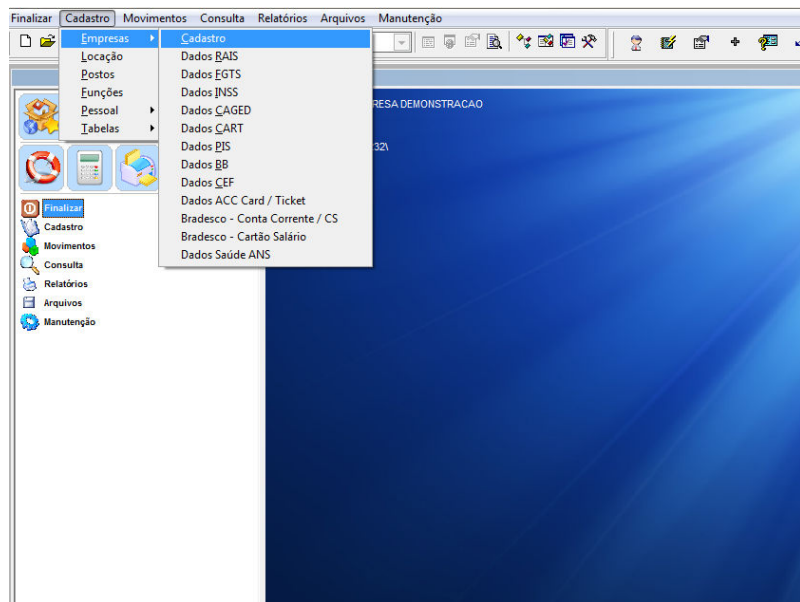 Finalizar Cadastro Movimentos Consulta Relatórios Arquivos Manutenção
Empresas
Locação
Postos
Funções
Pessoal
Tabelas
Cadastro
Dados RAIS
Dados FGTS
Dados INSS
Dados CAGED
Dados CART
Dados PIS
Dados BB
Dados CEF
Dados ACC Card / Ticket
Bradesco - Conta Corrente / CS
Bradesco - Cartão Salário
Dados Saúde ANS
RESA DEMONSTRACAO
32\
Finalizar
Cadastro
Movimentos
Consulta
Relatórios
Arquivos
Manutenção